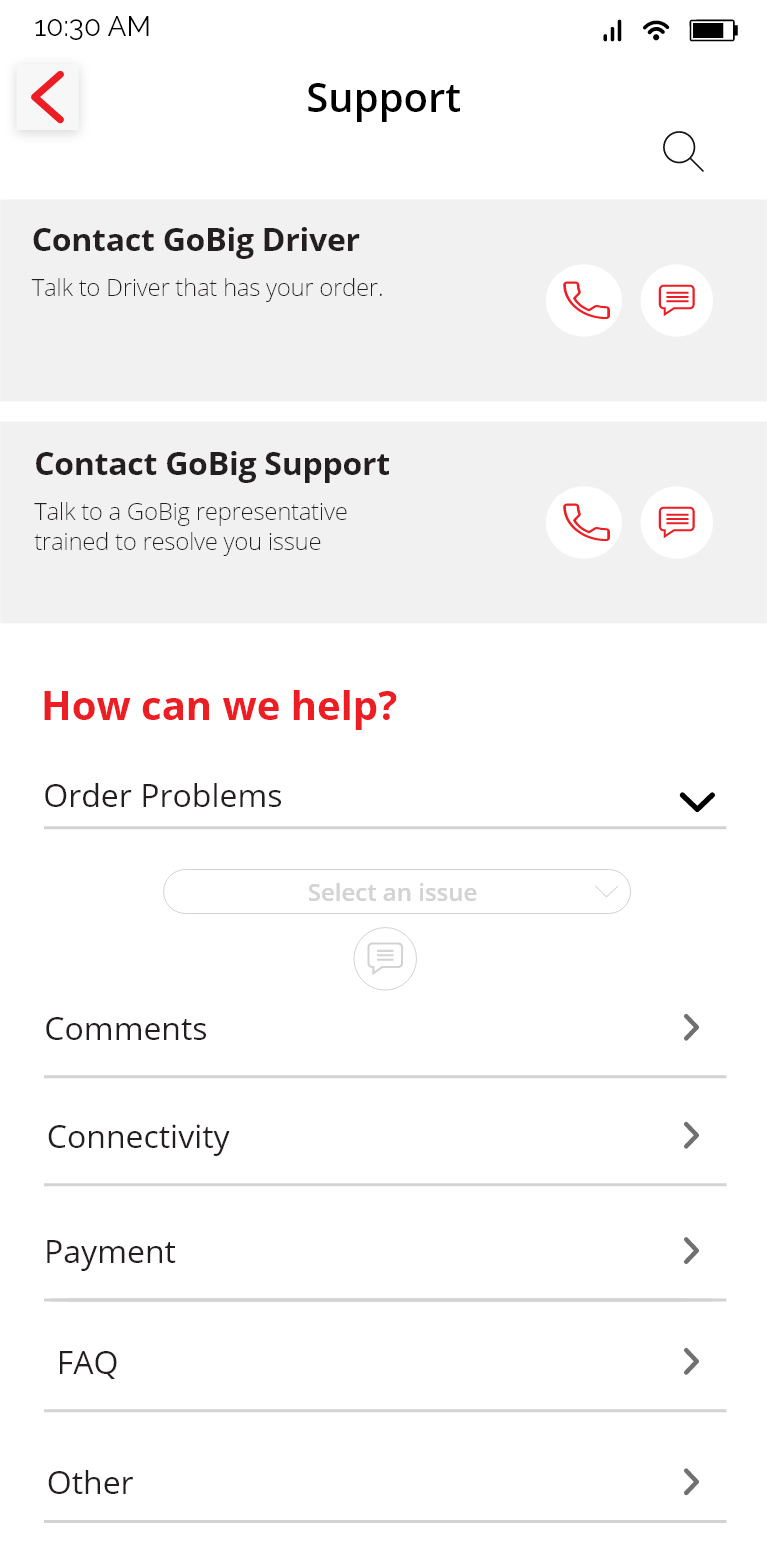 10:30 AM
Support
Contact GoBig Driver
Talk to Driver that has your order.
Contact GoBig Support
Talk to a GoBig representative
trained to resolve you issue
How can we help?
Order Problems
Select an issue
Comments
Connectivity
Payment
FAQ
Other